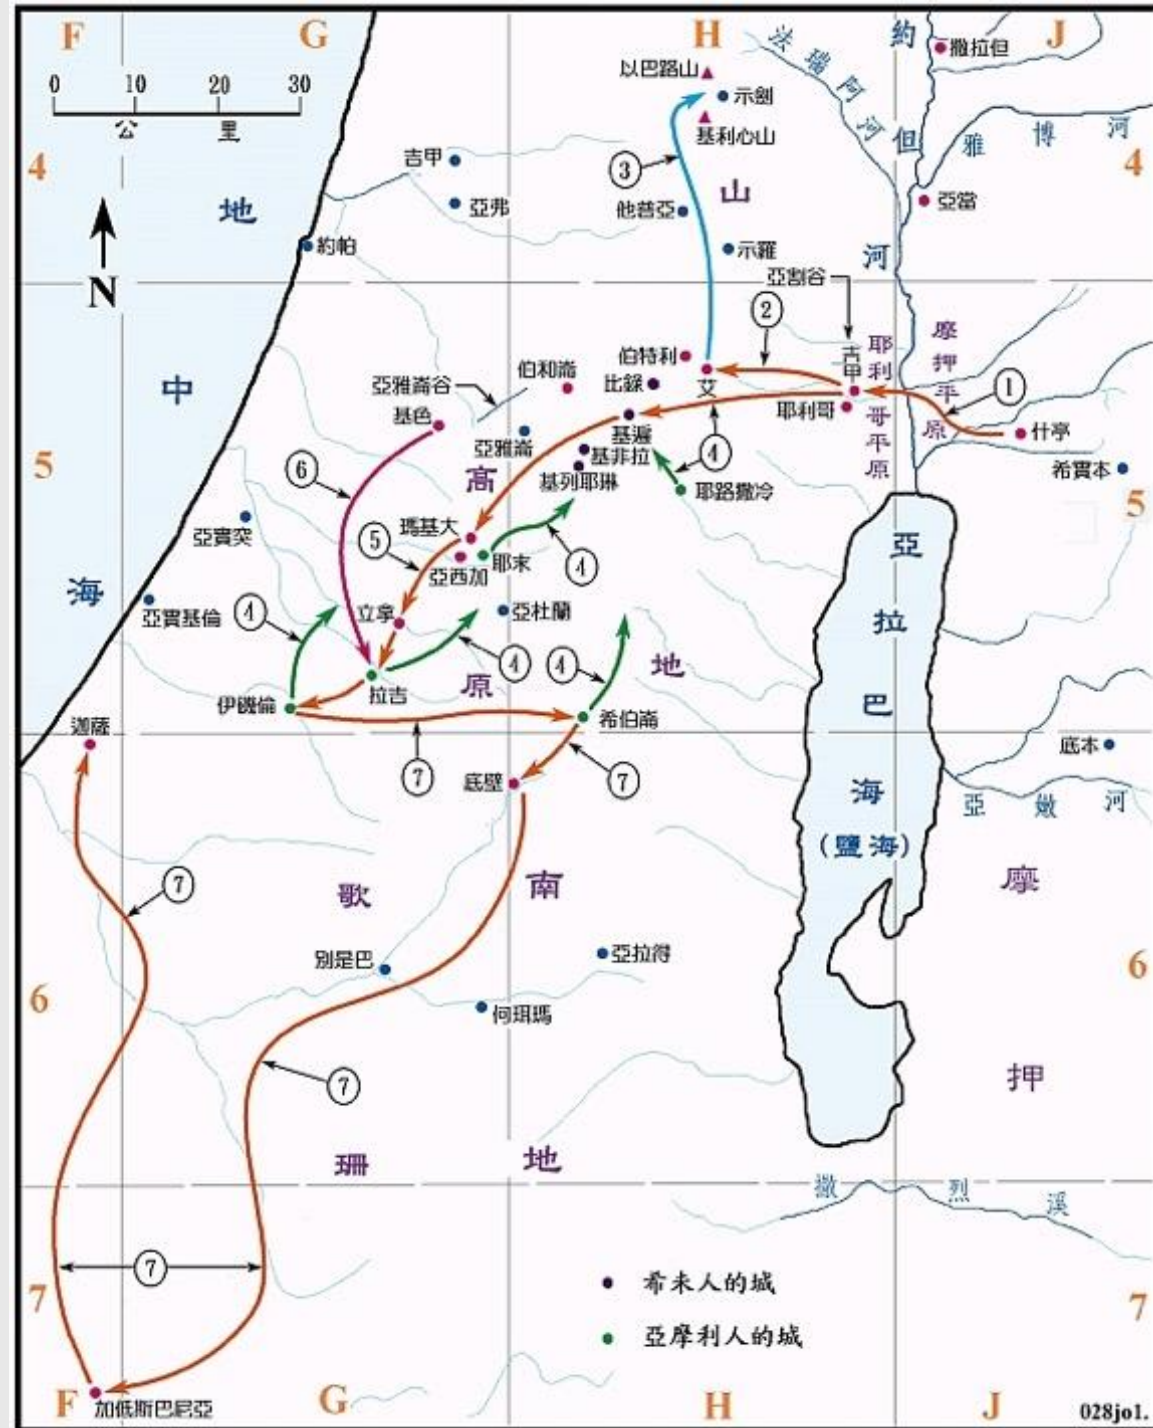 F G H J
0 10 20 30
公 里
N
地
中
海
4
5
6
7
4
5
6
7
以巴路山
示劍
基利心山
法瑞阿河
約但河
撒拉但
雅博河
亞當
吉甲
亞弗
約帕
③
山
他普亞
示羅
亞割谷
②
伯特利
艾
吉甲
耶利哥平原
摩押平原
①
什亭
希實本
耶利哥
伯和崙
比錄
亞雅崙谷
基色
亞雅崙
基遍
基非拉
基列耶琳
④
耶路撒冷
⑥
高
原
亞實突
瑪基大
⑤
亞西加
耶末
④
亞實基倫
④
立拿
亞杜蘭
④
④
地
拉吉
伊磯倫
希伯崙
迦薩
⑦
⑦
底壁
亞拉巴海
(鹽海)
底本
亞嫩河
⑦
歌
南
摩
別是巴
亞拉得
何珥瑪
⑦
押
珊
地
撒烈溪
⑦
希未人的城
亞摩利人的城
加低斯巴尼亞
F G H J
028jo1.